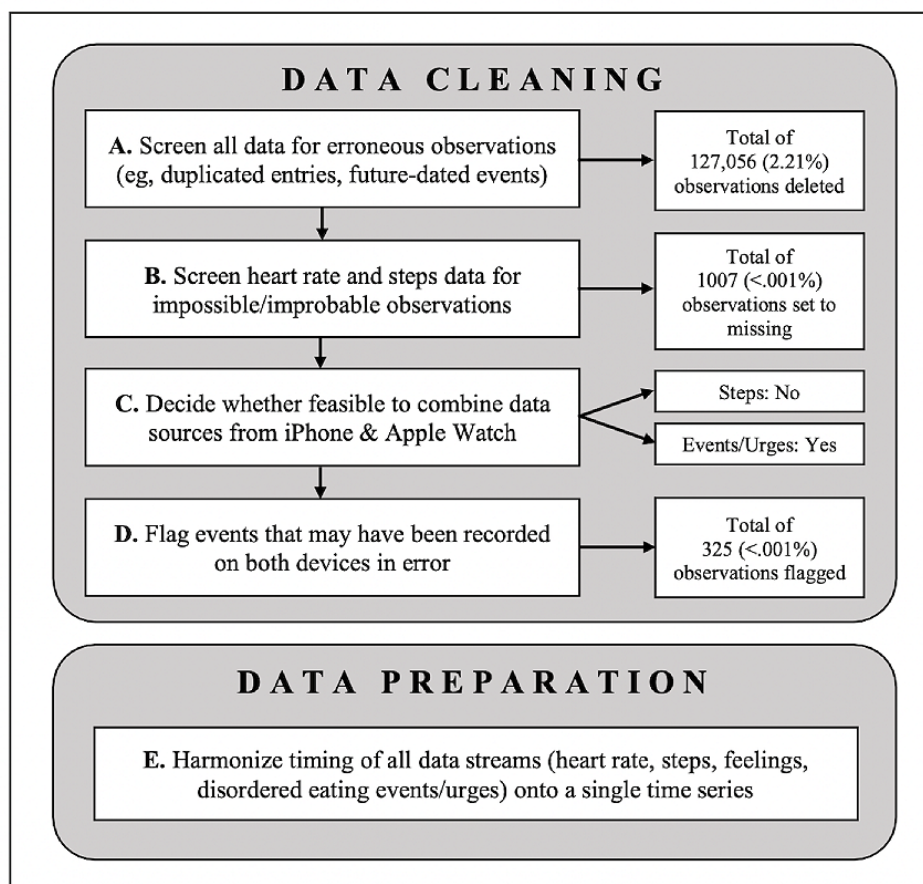 DATA CLEANING
A. Screen all data for erroneous observations
(eg, duplicated entries, future-dated events)
Total of
127,056 (2.21%)
observations deleted
B. Screen heart rate and steps data for
impossible/improbable observations
Total of
1007 (<.001%)
observations set to
missing
C. Decide whether feasible to combine data
sources from iPhone & Apple Watch
Steps: No
Events/Urges: Yes
D. Flag events that may have been recorded
on both devices in error
Total of
325 (<.001%)
observations flagged
DATA PREPARATION
E. Harmonize timing of all data streams (heart rate, steps, feelings,
disordered eating events/urges) onto a single time series